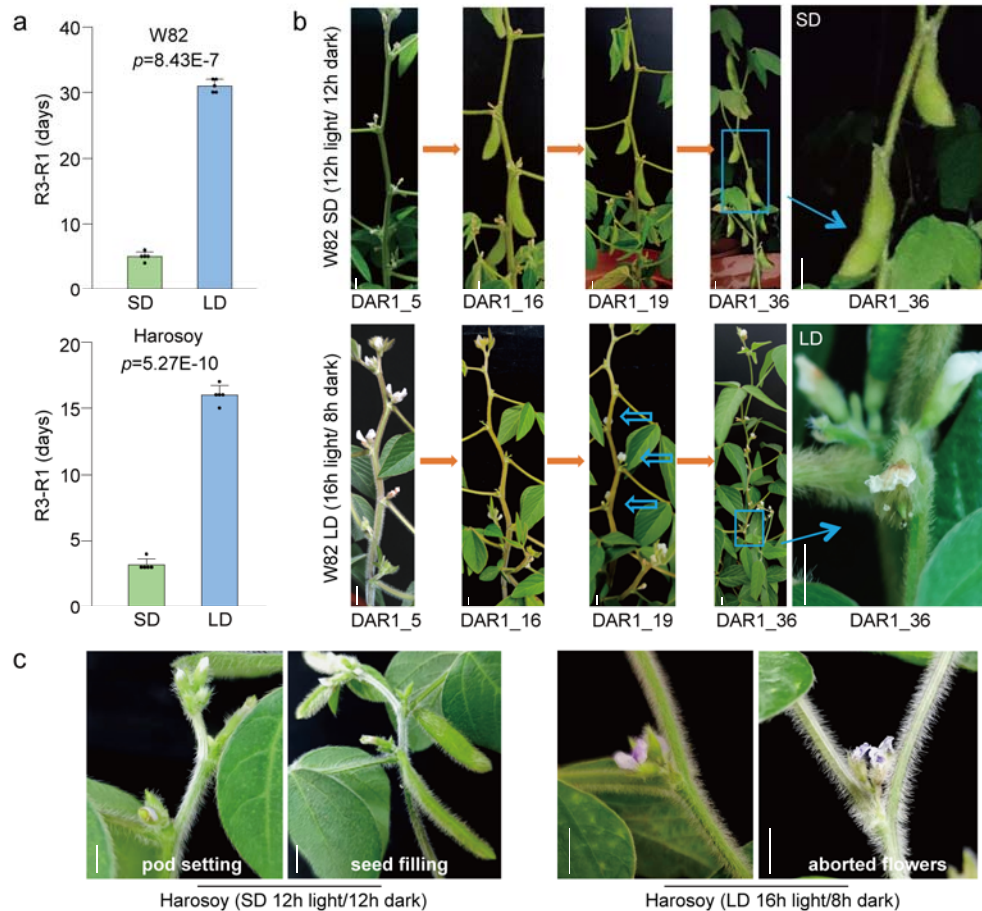 a
W82
p=8.43E-7
R3-R1 (days)
40
30
20
10
0
SD
LD
Harosoy
p=5.27E-10
R3-R1 (days)
20
15
10
5
0
SD
LD
b
W82 SD (12h light/ 12h dark)
SD
DAR1_5
DAR1_16
DAR1_19
DAR1_36
DAR1_36
W82 LD (16h light/ 8h dark)
LD
DAR1_5
DAR1_16
DAR1_19
DAR1_36
DAR1_36
c
pod setting
seed filling
aborted flowers
Harosoy (SD 12h light/12h dark)
Harosoy (LD 16h light/8h dark)